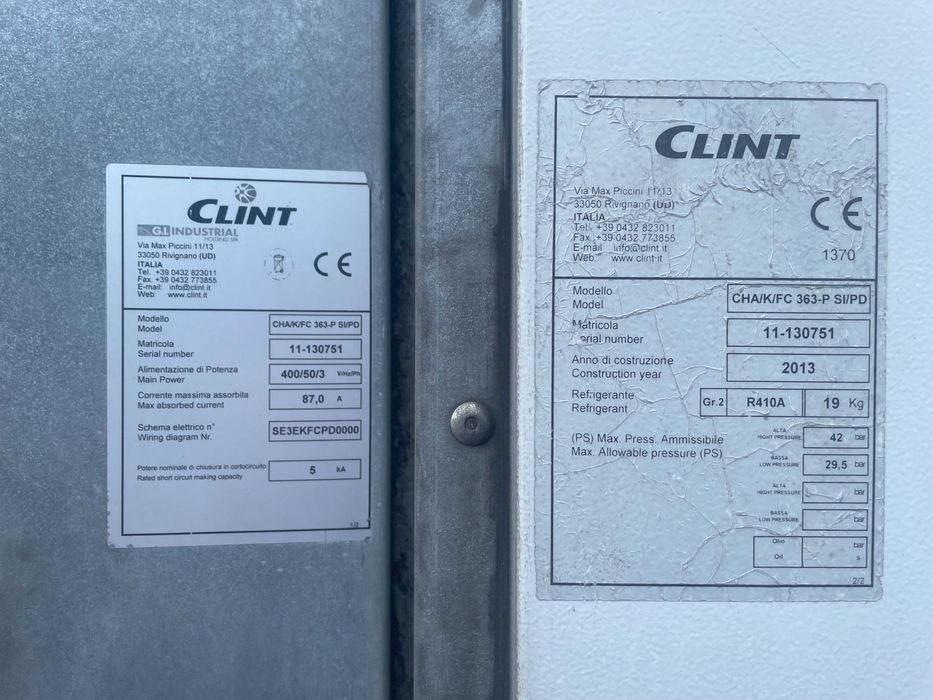 CLINT
G.I. INDUSTRIAL
HOLDING SPA
Via Max Piccini 11/13
33050 Rivignano (UD)
ITALIA
Tel. +39 0432 823011
Fax. +39 0432 773855
E-mail: info@clint.it
Web: www.clint.it
CE
Modello
Model
CHA/K/FC 363-P SI/PD
Matricola
Serial number
11-130751
Alimentazione di Potenza
Main Power
400/50/3 V/Hz/Ph
Corrente massima assorbita
Max absorbed current
87,0 A
Schema elettrico n°
Wiring diagram Nr.
SE3EKFCPD0000
Potere nominale di chiusura in cortocircuito
Rated short circuit making capacity
5 kA
1/2
CLINT
Via Max Piccini 11/13
33050 Rivignano (UD)
ITALIA
Tel. +39 0432 823011
Fax. +39 0432 773855
E-mail: info@clint.it
Web: www.clint.it
CE
1370
Modello
Model
CHA/K/FC 363-P SI/PD
Matricola
Serial number
11-130751
Anno di costruzione
Construction year
2013
Refrigerante
Refrigerant
Gr.2 R410A 19 Kg
(PS) Max. Press. Ammissibile
Max. Allowable pressure (PS)
ALTA
HIGHT PRESSURE
42 bar
BASSA
LOW PRESSURE
29,5 bar
ALTA
HIGHT PRESSURE
bar
BASSA
LOW PRESSURE
bar
Olio
Oil
bar
s
2/2